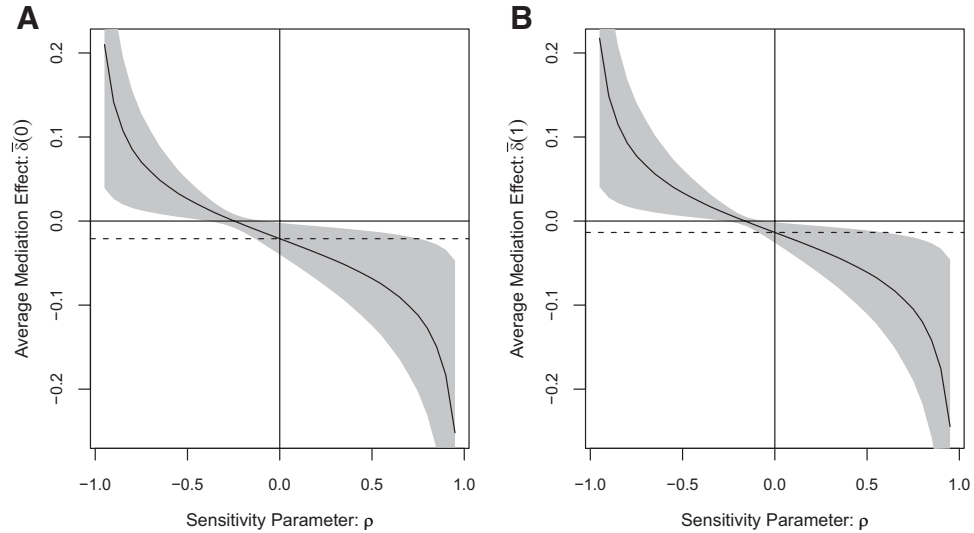 A
Average Mediation Effect: δ̄(0)
0.2
0.1
0.0
−0.1
−0.2
−1.0 −0.5 0.0 0.5 1.0
Sensitivity Parameter: ρ
B
Average Mediation Effect: δ̄(1)
0.2
0.1
0.0
−0.1
−0.2
−1.0 −0.5 0.0 0.5 1.0
Sensitivity Parameter: ρ